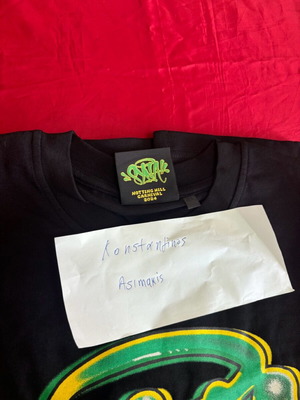 NOTTING HILL
CARNIVAL
2024
Konstantinos
Asimakis